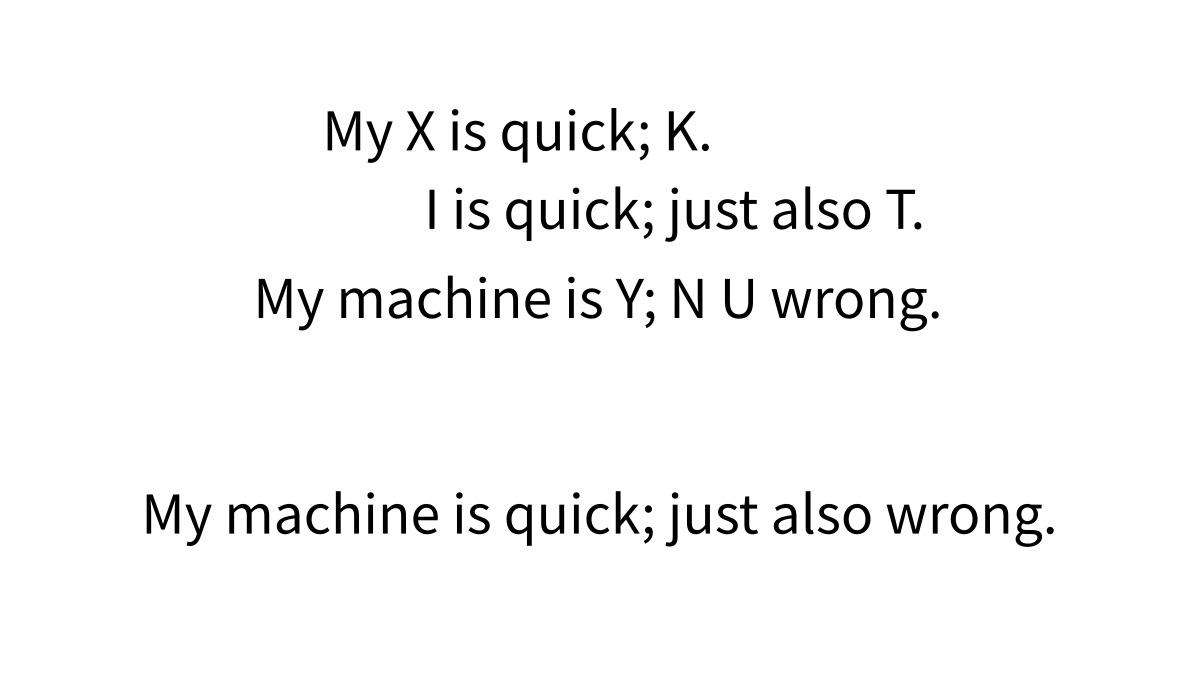 My X is quick; K.
I is quick; just also T.
My machine is Y; N U wrong.
My machine is quick; just also wrong.